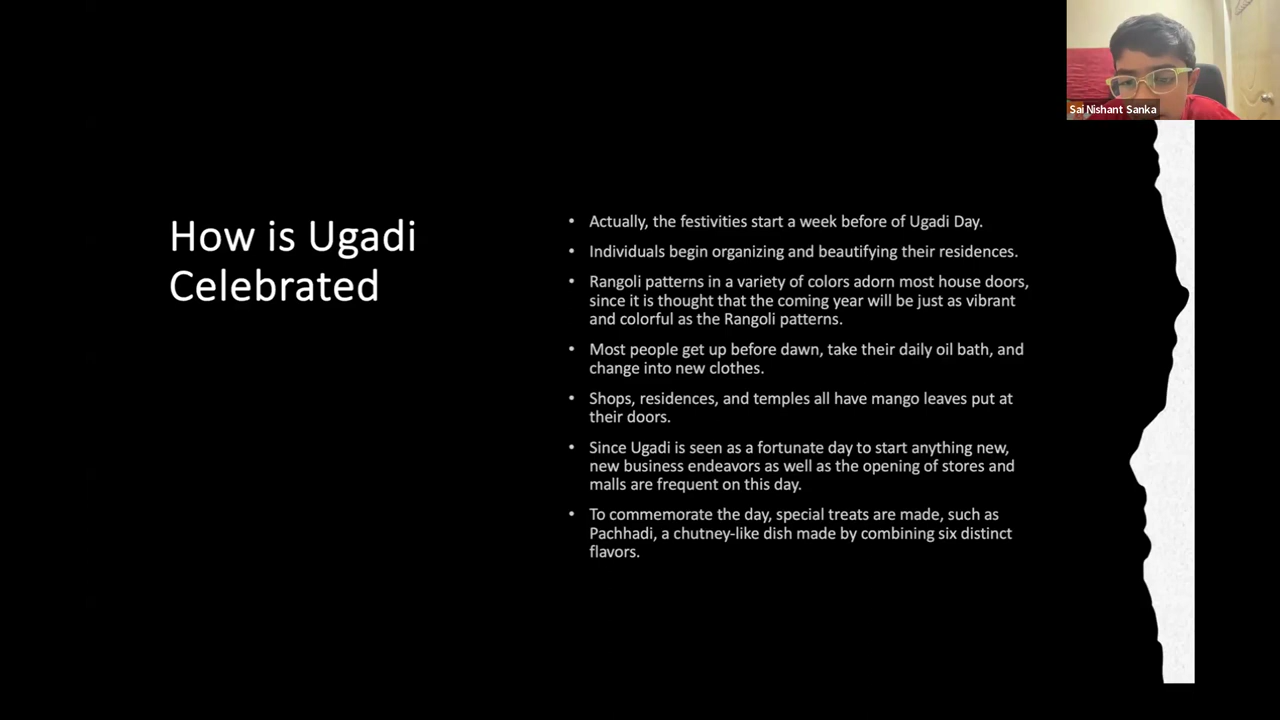 Sai Nishant Sanka
How is Ugadi
Celebrated
• Actually, the festivities start a week before of Ugadi Day.
• Individuals begin organizing and beautifying their residences.
• Rangoli patterns in a variety of colors adorn most house doors,
since it is thought that the coming year will be just as vibrant
and colorful as the Rangoli patterns.
• Most people get up before dawn, take their daily oil bath, and
change into new clothes.
• Shops, residences, and temples all have mango leaves put at
their doors.
• Since Ugadi is seen as a fortunate day to start anything new,
new business endeavors as well as the opening of stores and
malls are frequent on this day.
• To commemorate the day, special treats are made, such as
Pachhadi, a chutney-like dish made by combining six distinct
flavors.